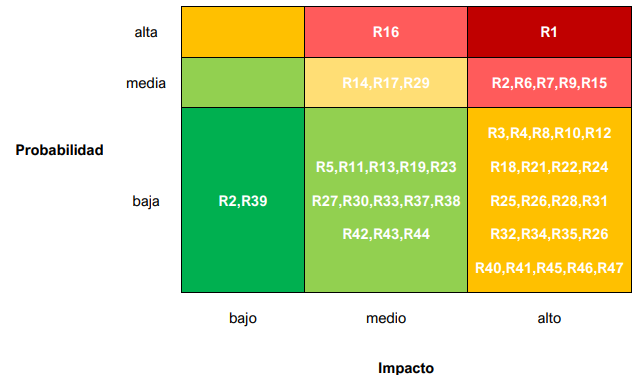 alta
R16
R1
media
R14,R17,R29
R2,R6,R7,R9,R15
Probabilidad
baja
R2,R39
R5,R11,R13,R19,R23
R27,R30,R33,R37,R38
R42,R43,R44
R3,R4,R8,R10,R12
R18,R21,R22,R24
R25,R26,R28,R31
R32,R34,R35,R26
R40,R41,R45,R46,R47
bajo
medio
alto
Impacto